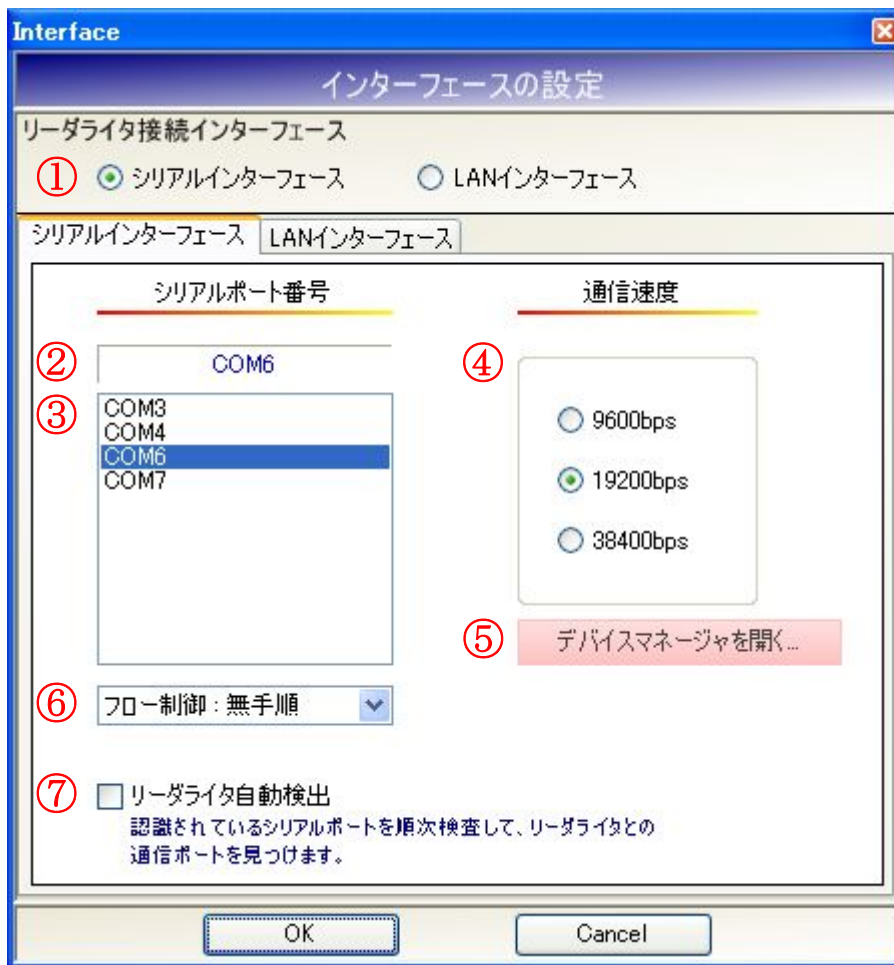 Interface
インターフェースの設定
リーダライタ接続インターフェース
① シリアルインターフェース LANインターフェース
シリアルインターフェース LANインターフェース
シリアルポート番号 通信速度
② COM6 ④
③ COM3
COM4
COM6
COM7
9600bps
19200bps
38400bps
⑤ デバイスマネージャを開く...
⑥ フロー制御 : 無手順
⑦ リーダライタ自動検出
認識されているシリアルポートを順次検査して、リーダライタとの
通信ポートを見つけます。
OK Cancel